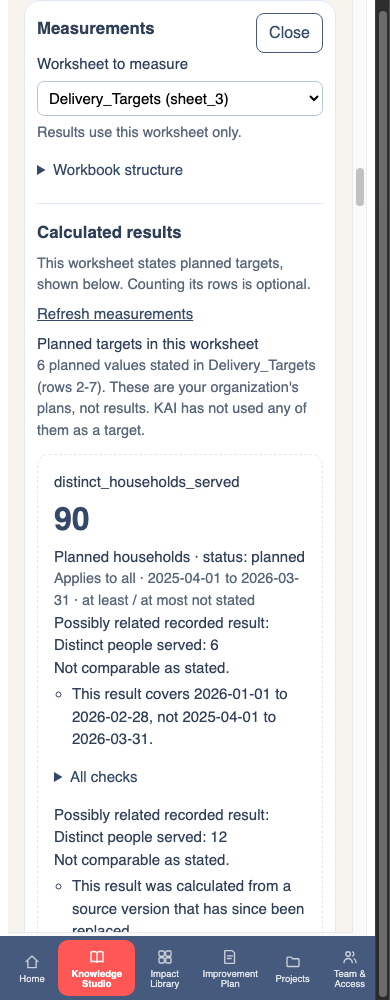 Measurements
Close
Worksheet to measure
Delivery_Targets (sheet_3)
Results use this worksheet only.
Workbook structure
Calculated results
This worksheet states planned targets,
shown below. Counting its rows is optional.
Refresh measurements
Planned targets in this worksheet
6 planned values stated in Delivery_Targets
(rows 2-7). These are your organization's
plans, not results. KAI has not used any of
them as a target.
distinct_households_served
90
Planned households · status: planned
Applies to all · 2025-04-01 to 2026-03-
31 · at least / at most not stated
Possibly related recorded result:
Distinct people served: 6
Not comparable as stated.
This result covers 2026-01-01 to
2026-02-28, not 2025-04-01 to
2026-03-31.
All checks
Possibly related recorded result:
Distinct people served: 12
Not comparable as stated.
This result was calculated from a
source version that has since been
replaced
Home
Knowledge
Studio
Impact
Library
Improvement
Plan
Projects
Team &
Access